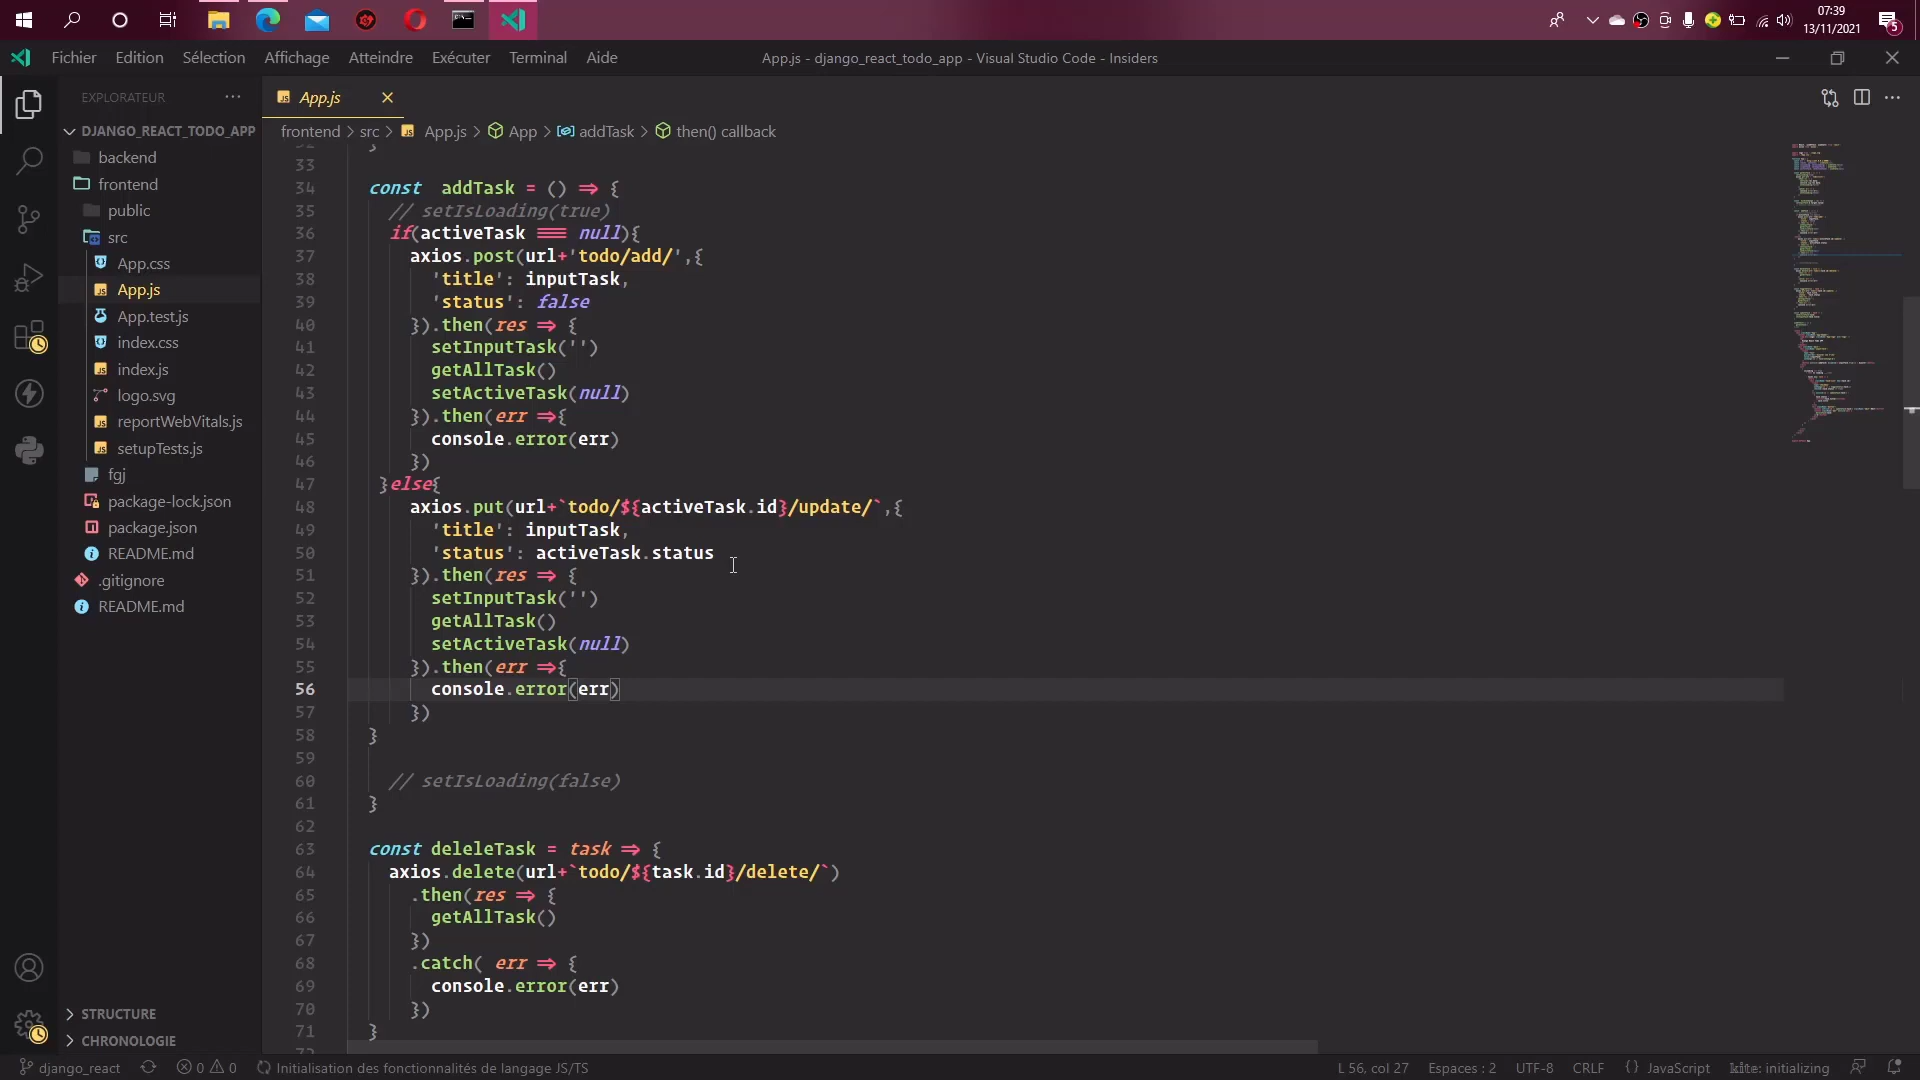 07:39
13/11/2021
5
Fichier Edition Sélection Affichage Atteindre Exécuter Terminal Aide
App.js - django_react_todo_app - Visual Studio Code - Insiders
EXPLORATEUR ···
App.js
DJANGO_REACT_TODO_APP
frontend > src > App.js > App > addTask > then() callback
backend
frontend
public
src
App.css
App.js
App.test.js
index.css
index.js
logo.svg
reportWebVitals.js
setupTests.js
fgj
package-lock.json
package.json
README.md
.gitignore
README.md
STRUCTURE
CHRONOLOGIE
32 }
33
34 const addTask = () => {
35 // setIsLoading(true)
36 if(activeTask === null){
37 axios.post(url+'todo/add/',{
38 'title': inputTask,
39 'status': false
40 }).then(res => {
41 setInputTask('')
42 getAllTask()
43 setActiveTask(null)
44 }).then(err =>{
45 console.error(err)
46 })
47 }else{
48 axios.put(url+`todo/${activeTask.id}/update/`,{
49 'title': inputTask,
50 'status': activeTask.status
51 }).then(res => {
52 setInputTask('')
53 getAllTask()
54 setActiveTask(null)
55 }).then(err =>{
56 console.error(err)
57 })
58 }
59
60 // setIsLoading(false)
61 }
62
63 const deleleTask = task => {
64 axios.delete(url+`todo/${task.id}/delete/`)
65 .then(res => {
66 getAllTask()
67 })
68 .catch( err => {
69 console.error(err)
70 })
71 }
72
django_react 0 0 Initialisation des fonctionnalités de langage JS/TS L 56, col 27 Espaces : 2 UTF-8 CRLF {} JavaScript kite: initializing